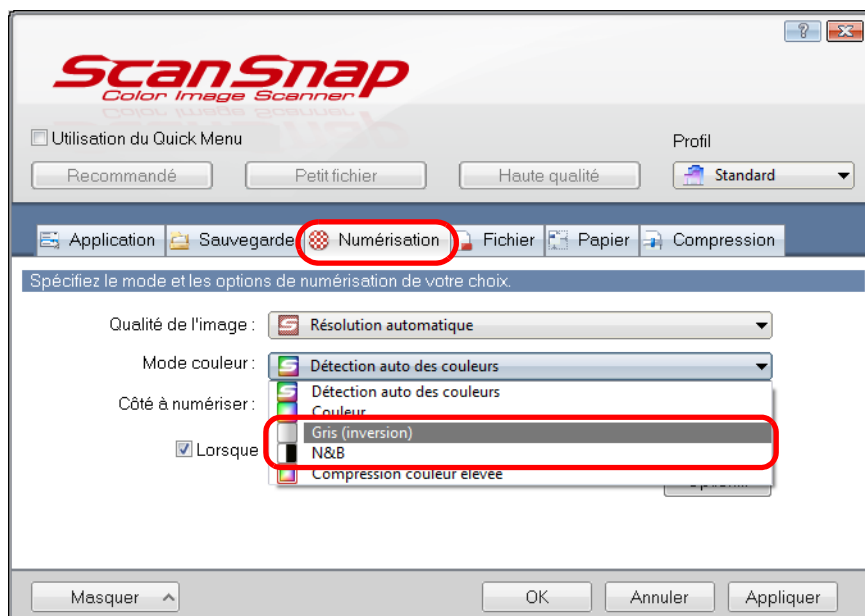 ScanSnap
Color Image Scanner
Utilisation du Quick Menu
Profil
Recommandé
Petit fichier
Haute qualité
Standard
Application
Sauvegarde
Numérisation
Fichier
Papier
Compression
Spécifiez le mode et les options de numérisation de votre choix.
Qualité de l'image :
Résolution automatique
Mode couleur :
Détection auto des couleurs
Détection auto des couleurs
Côté à numériser :
Couleur
Gris (inversion)
Lorsque
N&B
Compression couleur élevée
Masquer
OK
Annuler
Appliquer